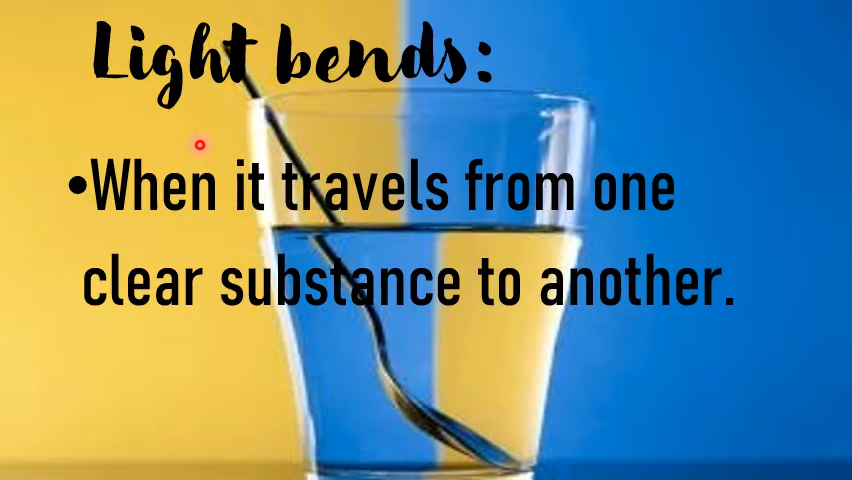 Light bends:
•When it travels from one
clear substance to another.